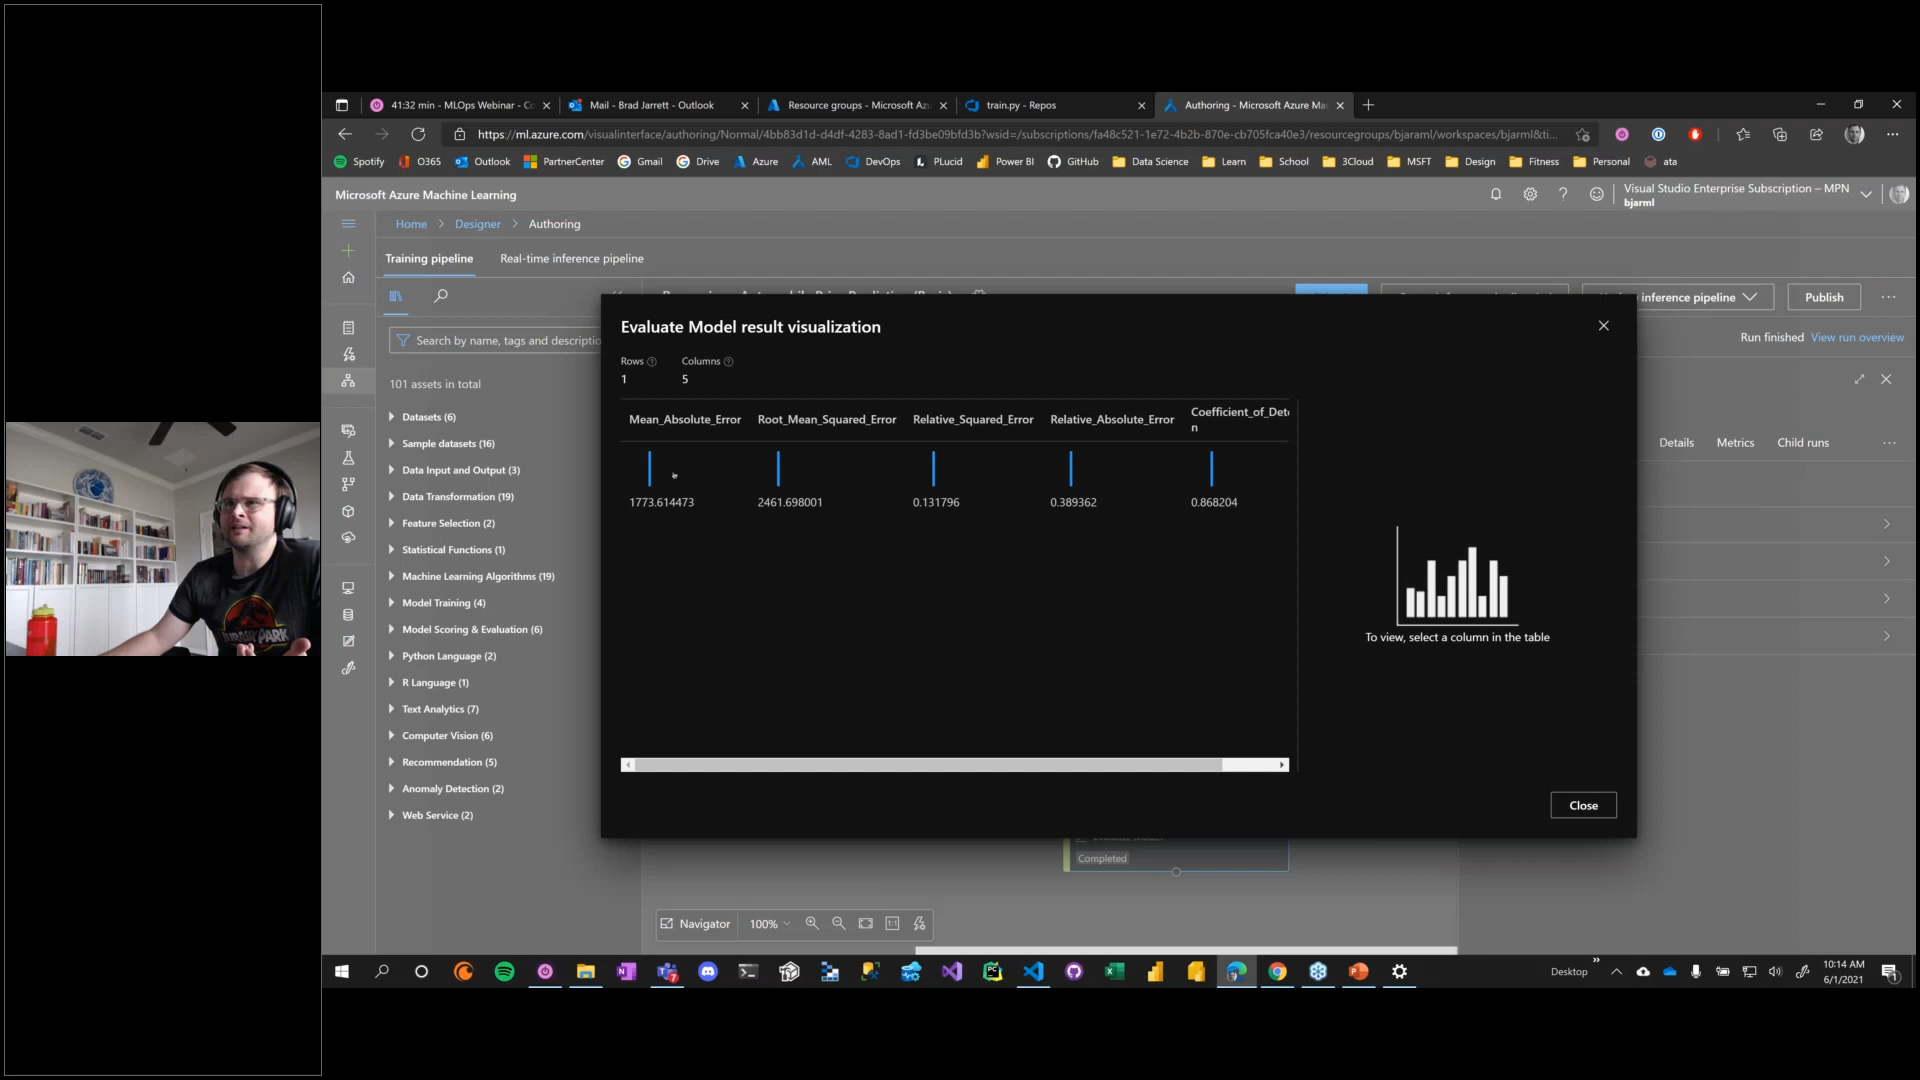 41:32 min - MLOps Webinar - Co
Mail - Brad Jarrett - Outlook
Resource groups - Microsoft Azu
train.py - Repos
Authoring - Microsoft Azure Ma
https://ml.azure.com/visualinterface/authoring/Normal/4bb83d1d-d4df-4283-8ad1-fd3be09bfd3b?wsid=/subscriptions/fa48c521-1e72-4b2b-870e-cb705fca40e3/resourcegroups/bjaraml/workspaces/bjarml&ti...
Spotify O365 Outlook PartnerCenter Gmail Drive Azure AML DevOps PLucid Power BI GitHub Data Science Learn School 3Cloud MSFT Design Fitness Personal ata
Microsoft Azure Machine Learning
Visual Studio Enterprise Subscription – MPN
bjarml
Home > Designer > Authoring
Training pipeline Real-time inference pipeline
inference pipeline
Publish
Search by name, tags and descriptio
Run finished View run overview
101 assets in total
Datasets (6)
Sample datasets (16)
Data Input and Output (3)
Data Transformation (19)
Feature Selection (2)
Statistical Functions (1)
Machine Learning Algorithms (19)
Model Training (4)
Model Scoring & Evaluation (6)
Python Language (2)
R Language (1)
Text Analytics (7)
Computer Vision (6)
Recommendation (5)
Anomaly Detection (2)
Web Service (2)
Evaluate Model result visualization
Rows Columns
1 5
Mean_Absolute_Error Root_Mean_Squared_Error Relative_Squared_Error Relative_Absolute_Error Coefficient_of_Dete
n
1773.614473 2461.698001 0.131796 0.389362 0.868204
To view, select a column in the table
Close
Details Metrics Child runs
Completed
Navigator 100%
Desktop
10:14 AM
6/1/2021
JURASSIC PARK